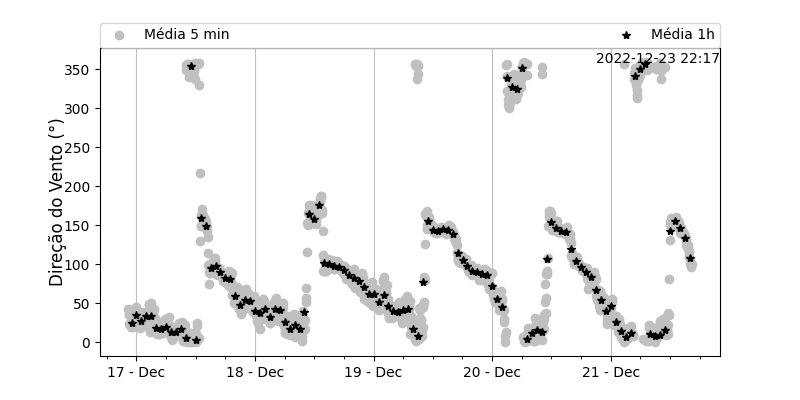 Média 5 min
Média 1h
2022-12-23 22:17
Direção do Vento (°)
350
300
250
200
150
100
50
0
17 - Dec
18 - Dec
19 - Dec
20 - Dec
21 - Dec